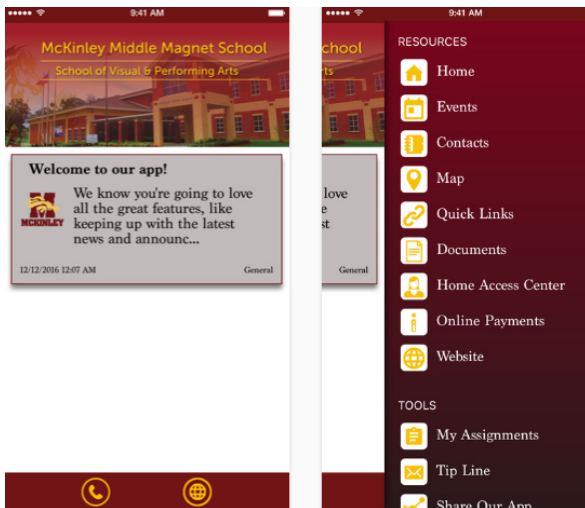 9:41 AM
McKinley Middle Magnet School
School of Visual & Performing Arts
Welcome to our app!
MCKINLEY
We know you're going to love
all the great features, like
keeping up with the latest
news and announc...
12/12/2016 12:07 AM
General
9:41 AM
chool
rts
love
e
st
General
RESOURCES
Home
Events
Contacts
Map
Quick Links
Documents
Home Access Center
Online Payments
Website
TOOLS
My Assignments
Tip Line
Share Our App